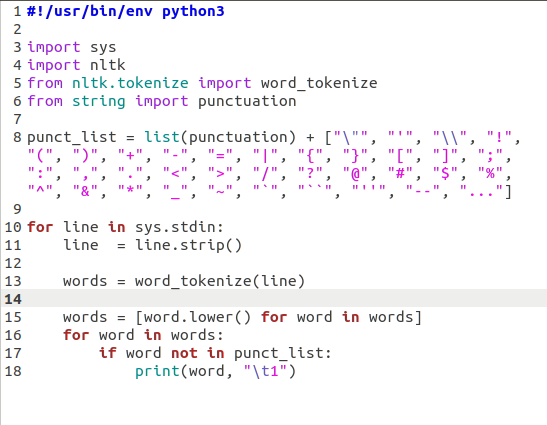 1 #!/usr/bin/env python3
2
3 import sys
4 import nltk
5 from nltk.tokenize import word_tokenize
6 from string import punctuation
7
8 punct_list = list(punctuation) + ["\"", "'", "\\", "!",
"(", ")", "+", "-", "=", "|", "{", "}", "[", "]", ";",
":", ",", ".", "<", ">", "/", "?", "@", "#", "$", "%",
"^", "&", "*", "_", "~", "`", "``", "''", "--", "..."]
9
10 for line in sys.stdin:
11     line  = line.strip()
12
13     words = word_tokenize(line)
14
15     words = [word.lower() for word in words]
16     for word in words:
17         if word not in punct_list:
18             print(word, "\t1")